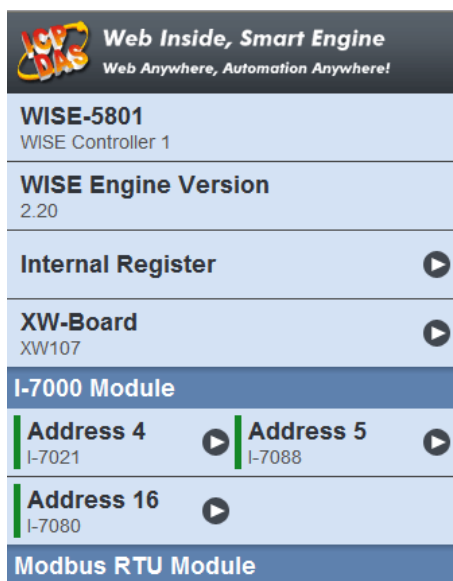 ICP DAS
Web Inside, Smart Engine
Web Anywhere, Automation Anywhere!
WISE-5801
WISE Controller 1
WISE Engine Version
2.20
Internal Register
XW-Board
XW107
I-7000 Module
Address 4 Address 5
I-7021 I-7088
Address 16
I-7080
Modbus RTU Module